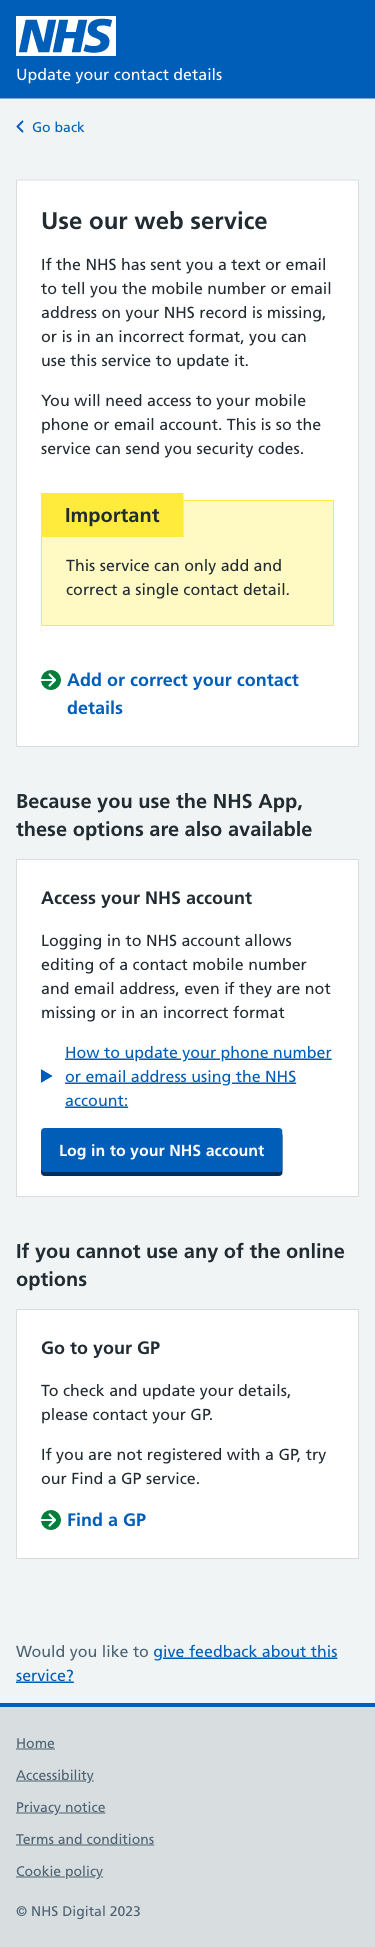 NHS
Update your contact details
Go back
Use our web service
If the NHS has sent you a text or email
to tell you the mobile number or email
address on your NHS record is missing,
or is in an incorrect format, you can
use this service to update it.
You will need access to your mobile
phone or email account. This is so the
service can send you security codes.
Important
This service can only add and
correct a single contact detail.
Add or correct your contact
details
Because you use the NHS App,
these options are also available
Access your NHS account
Logging in to NHS account allows
editing of a contact mobile number
and email address, even if they are not
missing or in an incorrect format
How to update your phone number
or email address using the NHS
account:
Log in to your NHS account
If you cannot use any of the online
options
Go to your GP
To check and update your details,
please contact your GP.
If you are not registered with a GP, try
our Find a GP service.
Find a GP
Would you like to give feedback about this
service?
Home
Accessibility
Privacy notice
Terms and conditions
Cookie policy
© NHS Digital 2023